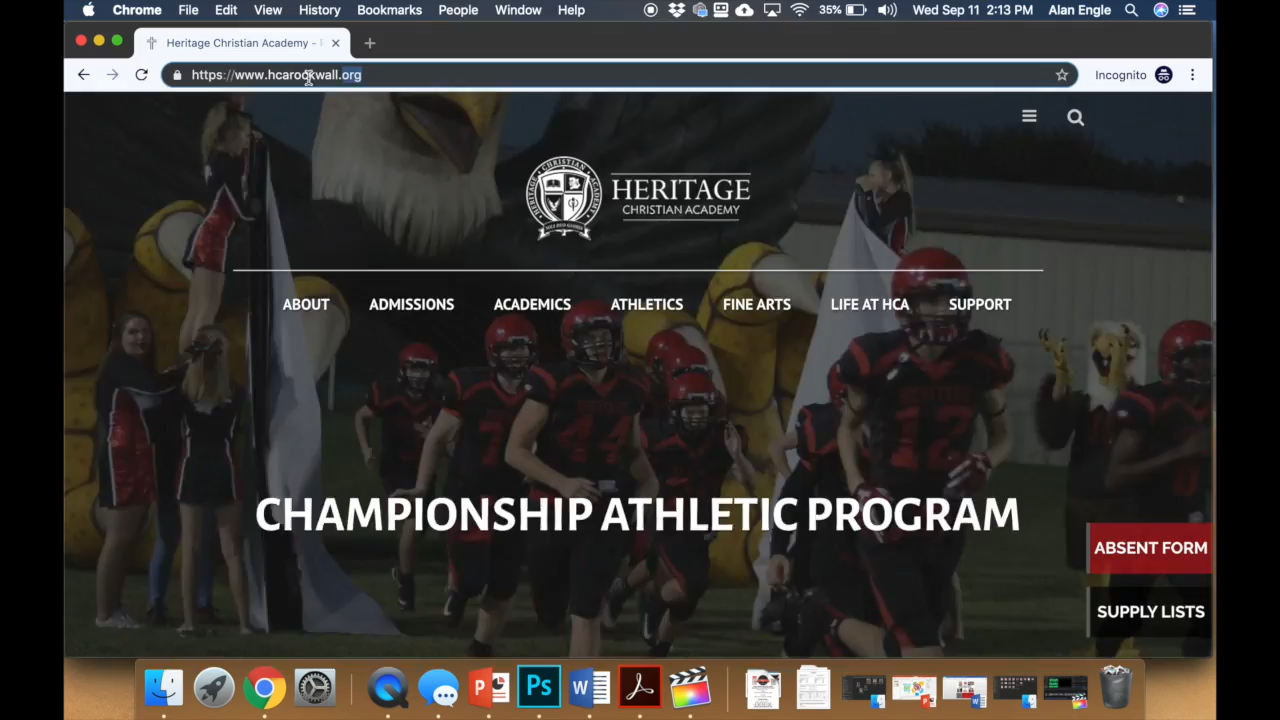 Chrome File Edit View History Bookmarks People Window Help 35% Wed Sep 11 2:13 PM Alan Engle
Heritage Christian Academy -
https://www.hcarockwall.org Incognito
HERITAGE
CHRISTIAN ACADEMY
ABOUT ADMISSIONS ACADEMICS ATHLETICS FINE ARTS LIFE AT HCA SUPPORT
CHAMPIONSHIP ATHLETIC PROGRAM
ABSENT FORM
SUPPLY LISTS